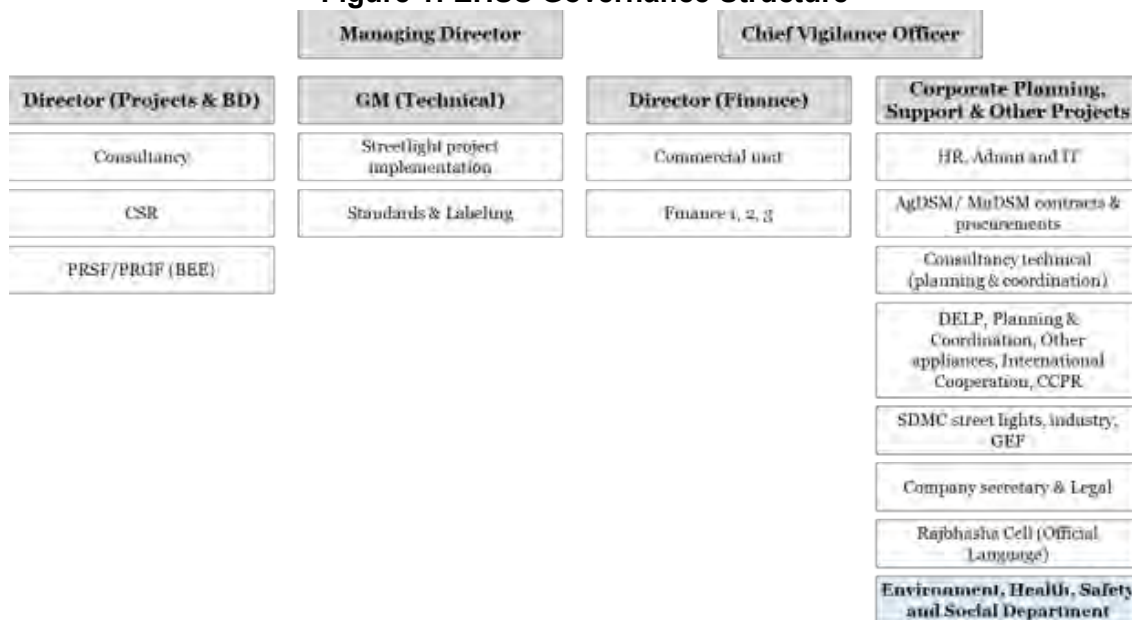 Figure 1: EHSS Governance Structure
Managing Director
Chief Vigilance Officer
Director (Projects & BD)
Consultancy
CSR
PRSF/PRGF (BEE)
GM (Technical)
Streetlight project
implementation
Standards & Labeling
Director (Finance)
Commercial unit
Finance 1, 2, 3
Corporate Planning,
Support & Other Projects
HR, Admn and IT
AgDSM/ MuDSM contracts &
procurements
Consultancy technical
(planning & coordination)
DELP, Planning &
Coordination, Other
appliances, International
Cooperation, CCPR
SDMC street lights, industry,
GEF
Company secretary & Legal
Rajbhasha Cell (Official
Language)
Environment, Health, Safety
and Social Department